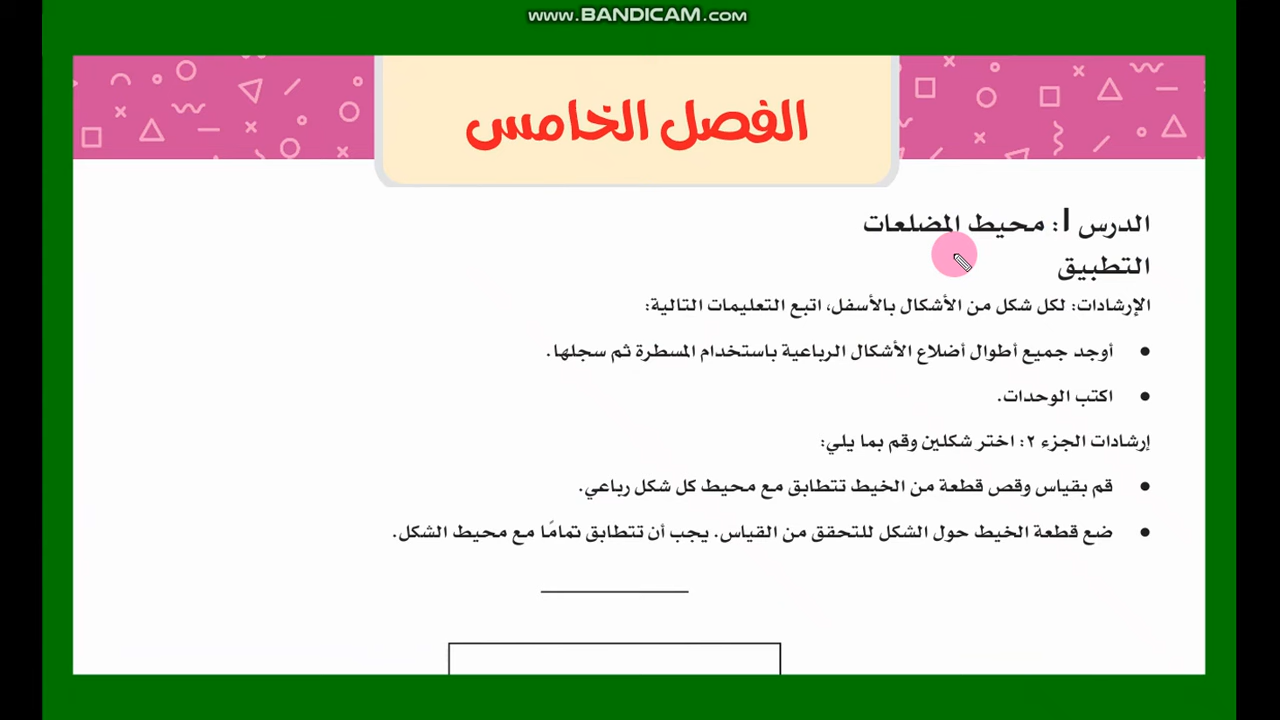 www.BANDICAM.com
الفصل الخامس
الدرس ا: محيط المضلعات
التطبيق
الإرشادات: لكل شكل من الأشكال بالأسفل، اتبع التعليمات التالية:
● أوجد جميع أطوال أضلاع الأشكال الرباعية باستخدام المسطرة ثم سجلها.
● اكتب الوحدات.
إرشادات الجزء ٢: اختر شكلين وقم بما يلي:
● قم بقياس وقص قطعة من الخيط تتطابق مع محيط كل شكل رباعي.
● ضع قطعة الخيط حول الشكل للتحقق من القياس. يجب أن تتطابق تمامًا مع محيط الشكل.